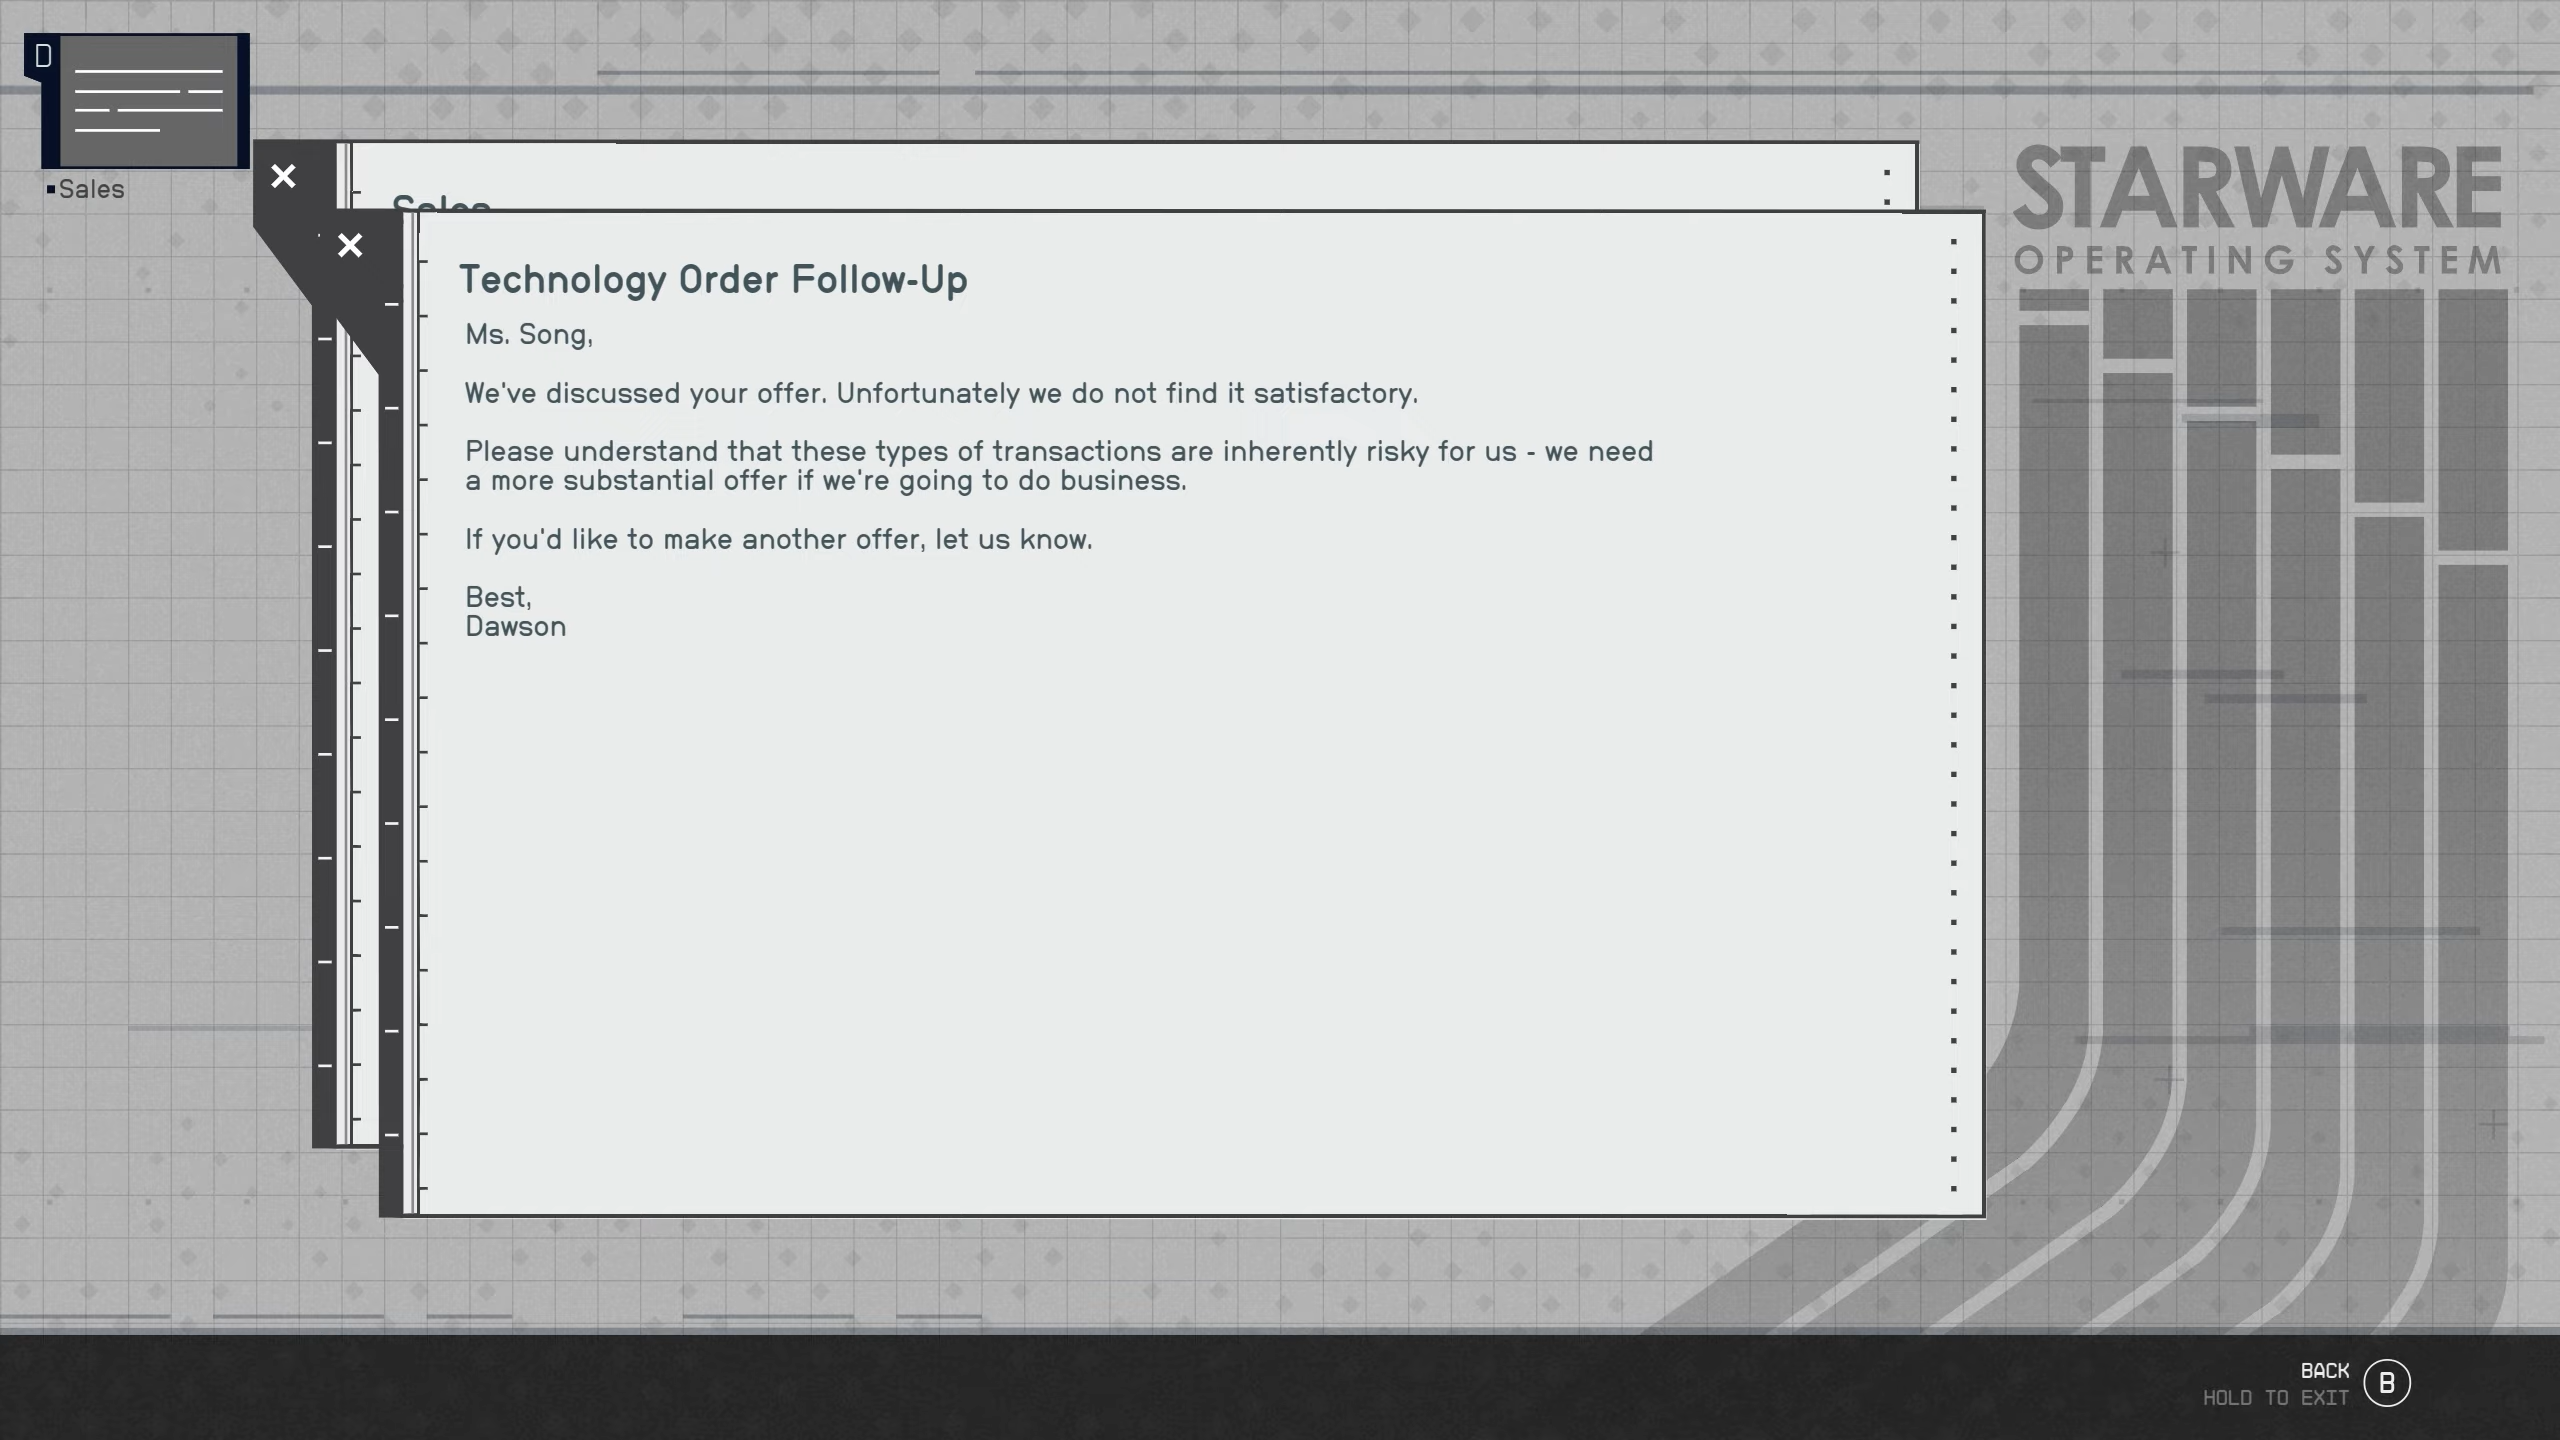 D
Sales
Sales
STARWARE
OPERATING SYSTEM
Technology Order Follow-Up
Ms. Song,
We've discussed your offer. Unfortunately we do not find it satisfactory.
Please understand that these types of transactions are inherently risky for us - we need
a more substantial offer if we're going to do business.
If you'd like to make another offer, let us know.
Best,
Dawson
BACK
HOLD TO EXIT
B